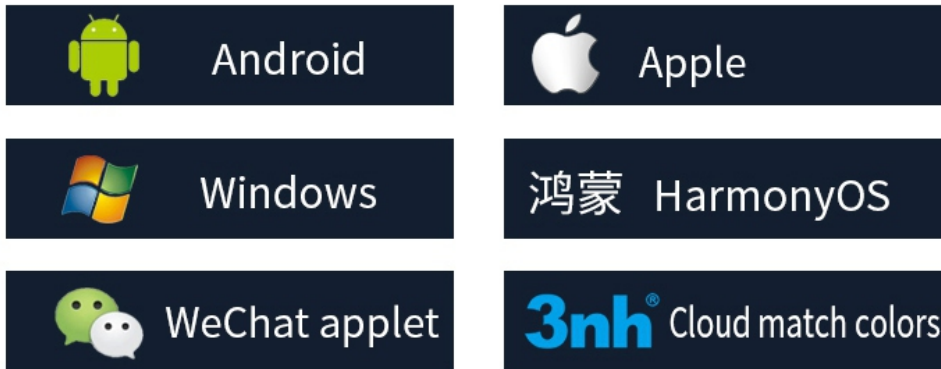 Android
Apple
Windows
鸿蒙 HarmonyOS
WeChat applet
3nh® Cloud match colors